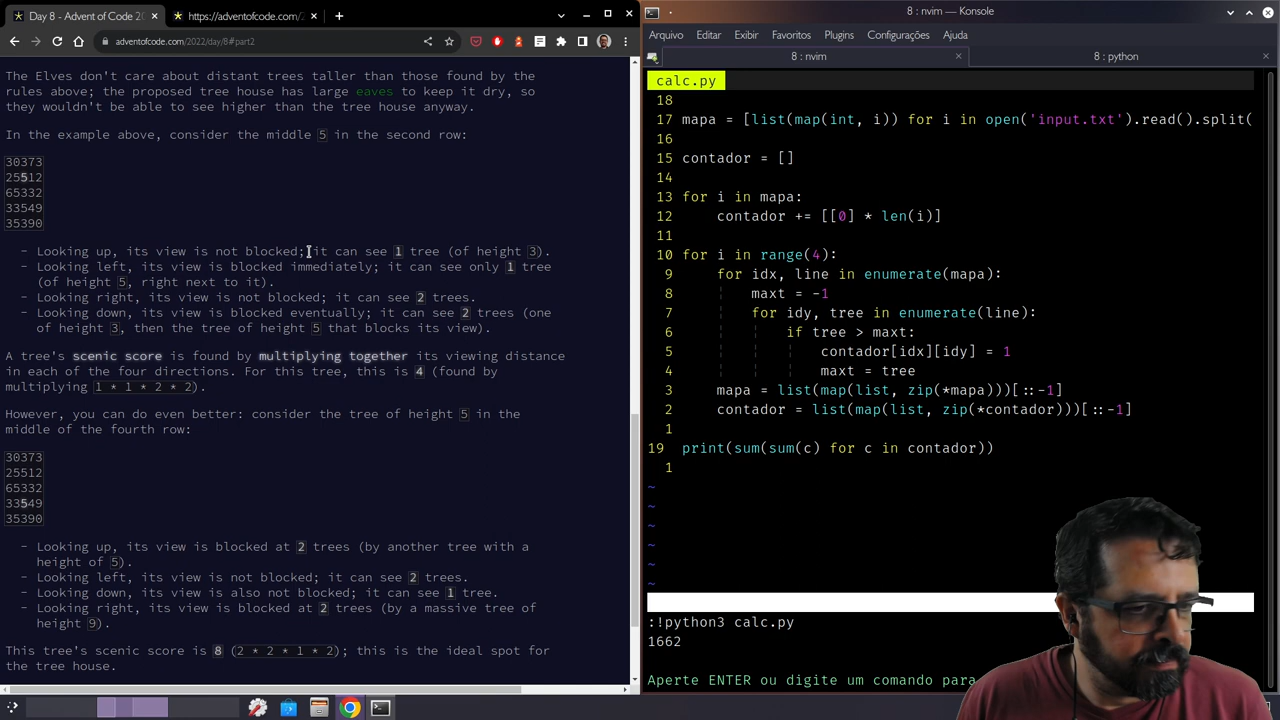 Day 8 - Advent of Code 20
https://adventofcode.com/2
adventofcode.com/2022/day/8#part2
The Elves don't care about distant trees taller than those found by the
rules above; the proposed tree house has large eaves to keep it dry, so
they wouldn't be able to see higher than the tree house anyway.
In the example above, consider the middle 5 in the second row:
30373
25512
65332
33549
35390
- Looking up, its view is not blocked; it can see 1 tree (of height 3).
- Looking left, its view is blocked immediately; it can see only 1 tree
(of height 5, right next to it).
- Looking right, its view is not blocked; it can see 2 trees.
- Looking down, its view is blocked eventually; it can see 2 trees (one
of height 3, then the tree of height 5 that blocks its view).
A tree's scenic score is found by multiplying together its viewing distance
in each of the four directions. For this tree, this is 4 (found by
multiplying 1 * 1 * 2 * 2).
However, you can do even better: consider the tree of height 5 in the
middle of the fourth row:
30373
25512
65332
33549
35390
- Looking up, its view is blocked at 2 trees (by another tree with a
height of 5).
- Looking left, its view is not blocked; it can see 2 trees.
- Looking down, its view is also not blocked; it can see 1 tree.
- Looking right, its view is blocked at 2 trees (by a massive tree of
height 9).
This tree's scenic score is 8 (2 * 2 * 1 * 2); this is the ideal spot for
the tree house.
8 : nvim — Konsole
Arquivo Editar Exibir Favoritos Plugins Configurações Ajuda
8 : nvim
8 : python
calc.py
18
17 mapa = [list(map(int, i)) for i in open('input.txt').read().split(
16
15 contador = []
14
13 for i in mapa:
12 contador += [[0] * len(i)]
11
10 for i in range(4):
9 for idx, line in enumerate(mapa):
8 maxt = -1
7 for idy, tree in enumerate(line):
6 if tree > maxt:
5 contador[idx][idy] = 1
4 maxt = tree
3 mapa = list(map(list, zip(*mapa)))[::-1]
2 contador = list(map(list, zip(*contador)))[::-1]
1
19 print(sum(sum(c) for c in contador))
1
~
~
~
~
~
~
:!python3 calc.py
1662
Aperte ENTER ou digite um comando para